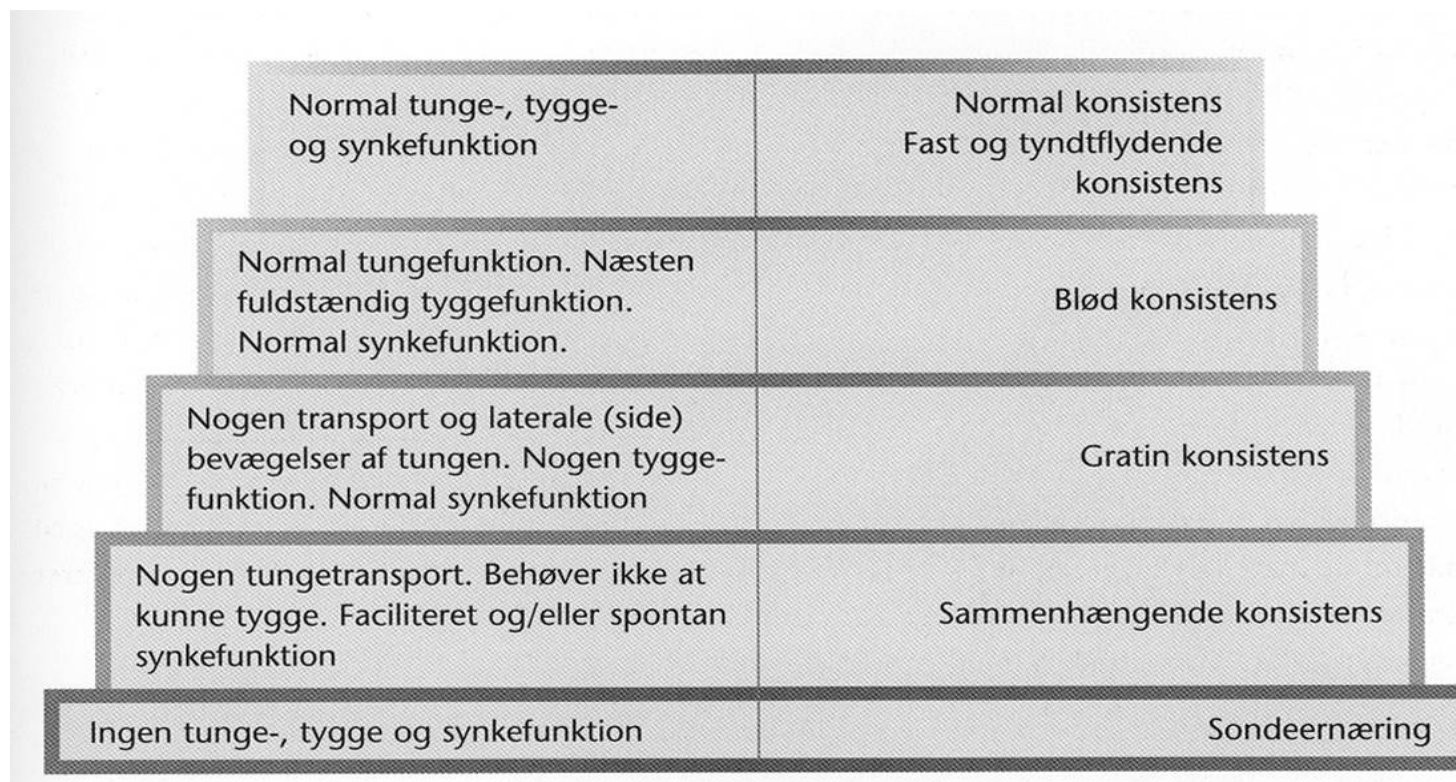 Normal tunge-, tygge-
og synkefunktion
Normal konsistens
Fast og tyndtflydende
konsistens
Normal tungefunktion. Næsten
fuldstændig tyggefunktion.
Normal synkefunktion.
Blød konsistens
Nogen transport og laterale (side)
bevægelser af tungen. Nogen tygge-
funktion. Normal synkefunktion
Gratin konsistens
Nogen tungetransport. Behøver ikke at
kunne tygge. Faciliteret og/eller spontan
synkefunktion
Sammenhængende konsistens
Ingen tunge-, tygge og synkefunktion
Sondeernæring